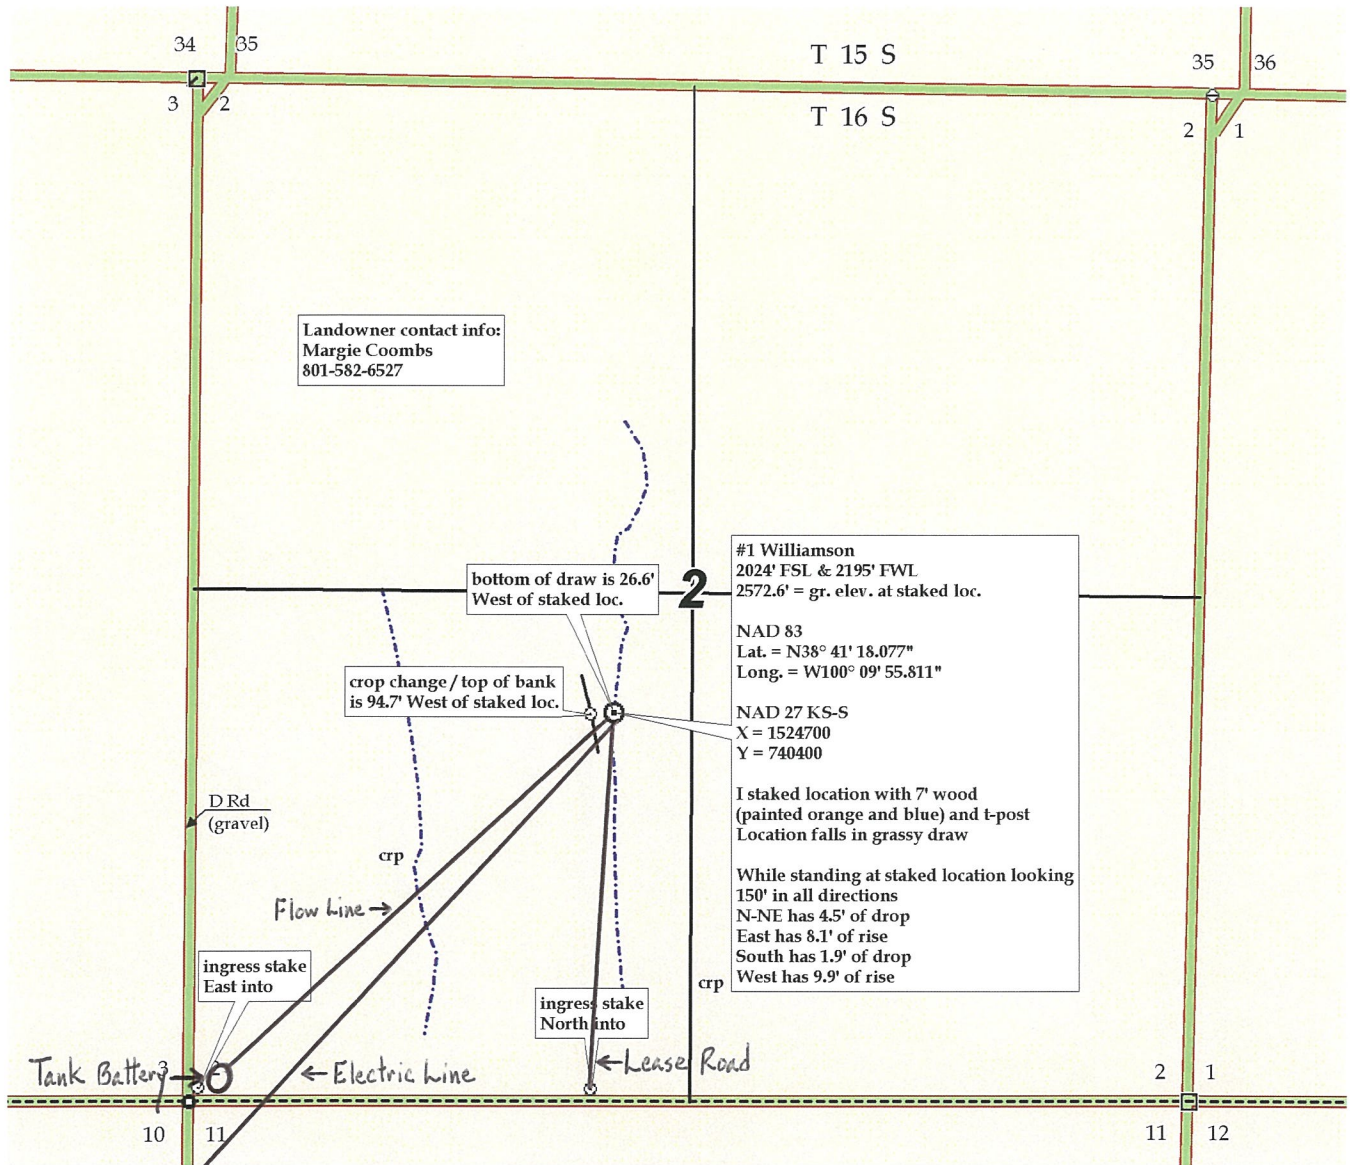 34
35
T 15 S
35
36
3
2
T 16 S
2
1
Landowner contact info:
Margie Coombs
801-582-6527
bottom of draw is 26.6'
West of staked loc.
2
#1 Williamson
2024' FSL & 2195' FWL
2572.6' = gr. elev. at staked loc.
NAD 83
Lat. = N38° 41' 18.077"
Long. = W100° 09' 55.811"
NAD 27 KS-S
X = 1524700
Y = 740400
I staked location with 7' wood
(painted orange and blue) and t-post
Location falls in grassy draw
While standing at staked location looking
150' in all directions
N-NE has 4.5' of drop
East has 8.1' of rise
South has 1.9' of drop
West has 9.9' of rise
crop change / top of bank
is 94.7' West of staked loc.
D Rd
(gravel)
crp
Flow Line
ingress stake
East into
ingress stake
North into
crp
Tank Battery
3
Electric Line
Lease Road
2
1
10
11
11
12